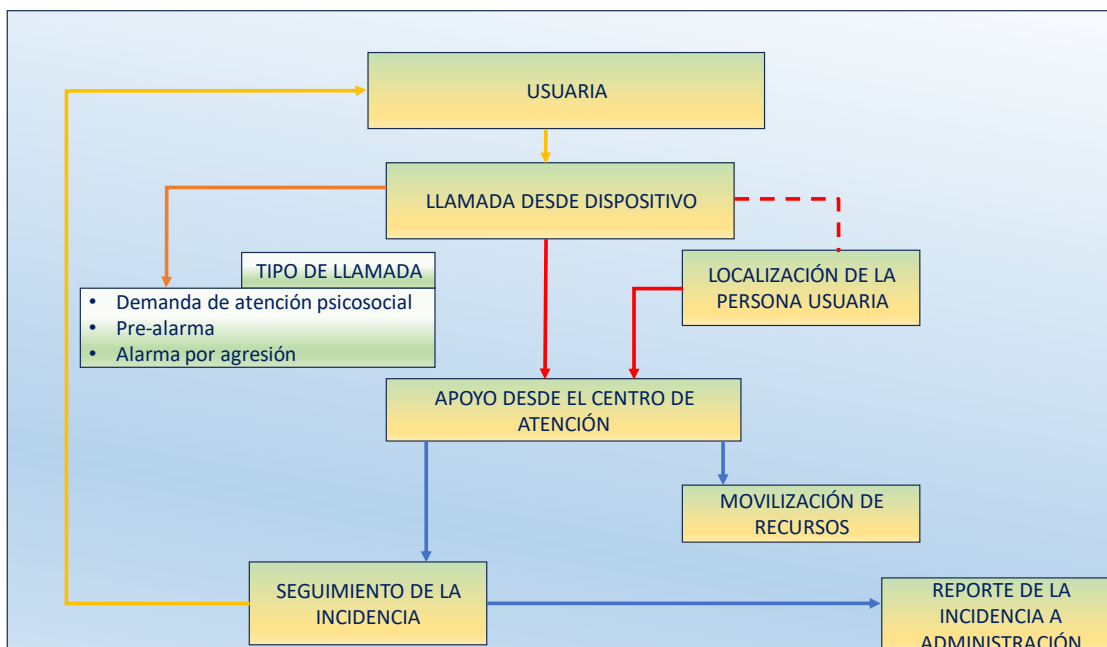 USUARIA
LLAMADA DESDE DISPOSITIVO
TIPO DE LLAMADA
• Demanda de atención psicosocial
• Pre-alarma
• Alarma por agresión
LOCALIZACIÓN DE LA
PERSONA USUARIA
APOYO DESDE EL CENTRO DE
ATENCIÓN
MOVILIZACIÓN DE
RECURSOS
SEGUIMIENTO DE LA
INCIDENCIA
REPORTE DE LA
INCIDENCIA A
ADMINISTRACIÓN